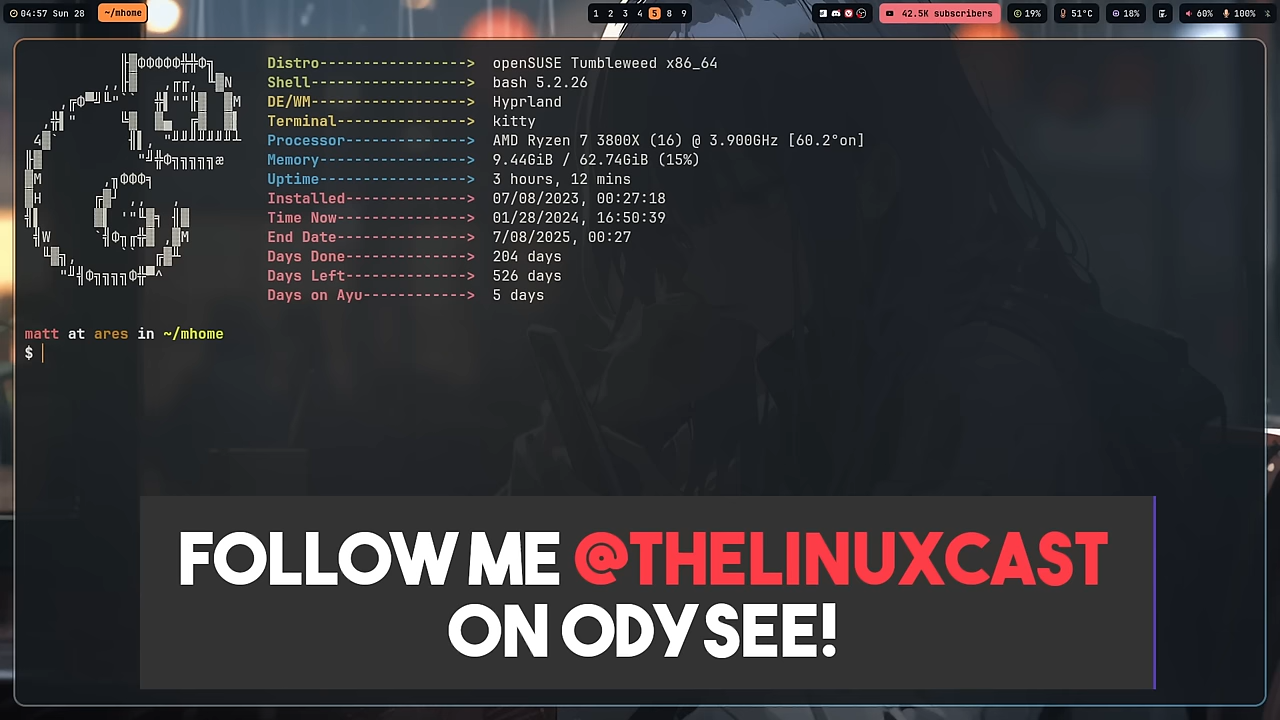 04:57 Sun 28 ~/mhome 1 2 3 4 5 8 9 42.5K subscribers 19% 51°C 18% 60% 100%
Distro-----------------> openSUSE Tumbleweed x86_64
Shell------------------> bash 5.2.26
DE/WM------------------> Hyprland
Terminal---------------> kitty
Processor--------------> AMD Ryzen 7 3800X (16) @ 3.900GHz [60.2°on]
Memory-----------------> 9.44GiB / 62.74GiB (15%)
Uptime-----------------> 3 hours, 12 mins
Installed--------------> 07/08/2023, 00:27:18
Time Now---------------> 01/28/2024, 16:50:39
End Date---------------> 7/08/2025, 00:27
Days Done--------------> 204 days
Days Left--------------> 526 days
Days on Ayu------------> 5 days
matt at ares in ~/mhome
$
FOLLOW ME @THELINUXCAST
ON ODYSEE!